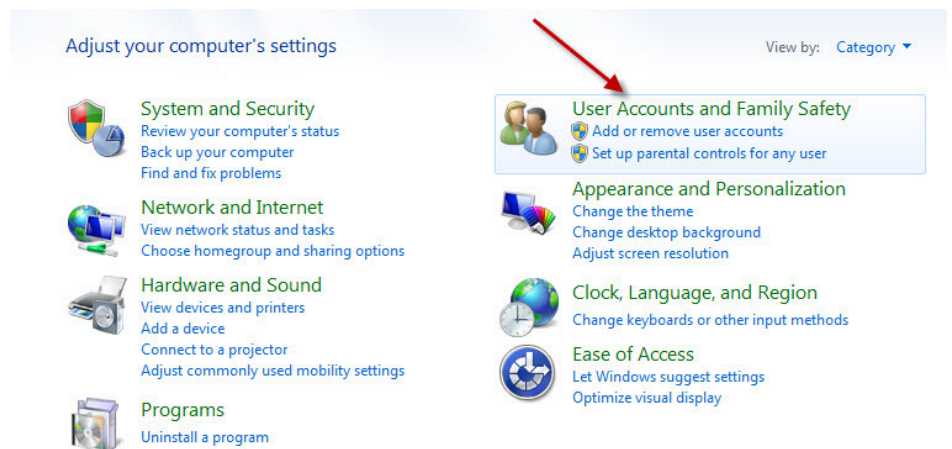 Adjust your computer's settings
View by: Category
System and Security
Review your computer's status
Back up your computer
Find and fix problems
Network and Internet
View network status and tasks
Choose homegroup and sharing options
Hardware and Sound
View devices and printers
Add a device
Connect to a projector
Adjust commonly used mobility settings
Programs
Uninstall a program
User Accounts and Family Safety
Add or remove user accounts
Set up parental controls for any user
Appearance and Personalization
Change the theme
Change desktop background
Adjust screen resolution
Clock, Language, and Region
Change keyboards or other input methods
Ease of Access
Let Windows suggest settings
Optimize visual display